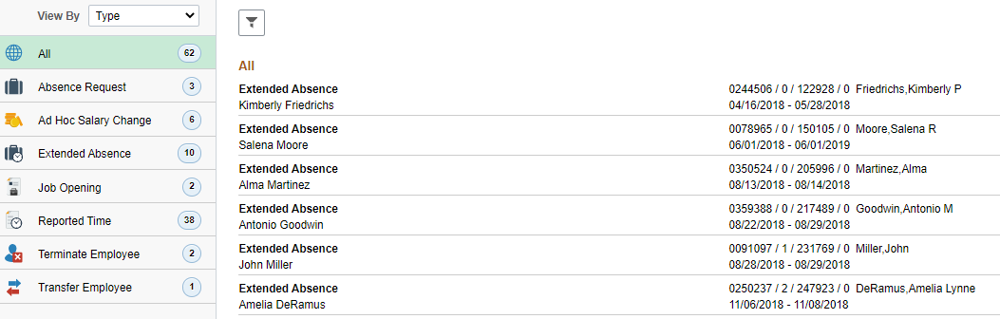 View By Type
All 62
Absence Request 3
Ad Hoc Salary Change 6
Extended Absence 10
Job Opening 2
Reported Time 38
Terminate Employee 2
Transfer Employee 1
All
Extended Absence 0244506 / 0 / 122928 / 0 Friedrichs,Kimberly P
Kimberly Friedrichs 04/16/2018 - 05/28/2018
Extended Absence 0078965 / 0 / 150105 / 0 Moore,Salena R
Salena Moore 06/01/2018 - 06/01/2019
Extended Absence 0350524 / 0 / 205996 / 0 Martinez,Alma
Alma Martinez 08/13/2018 - 08/14/2018
Extended Absence 0359388 / 0 / 217489 / 0 Goodwin,Antonio M
Antonio Goodwin 08/22/2018 - 08/29/2018
Extended Absence 0091097 / 1 / 231769 / 0 Miller,John
John Miller 08/28/2018 - 08/29/2018
Extended Absence 0250237 / 2 / 247923 / 0 DeRamus,Amelia Lynne
Amelia DeRamus 11/06/2018 - 11/08/2018